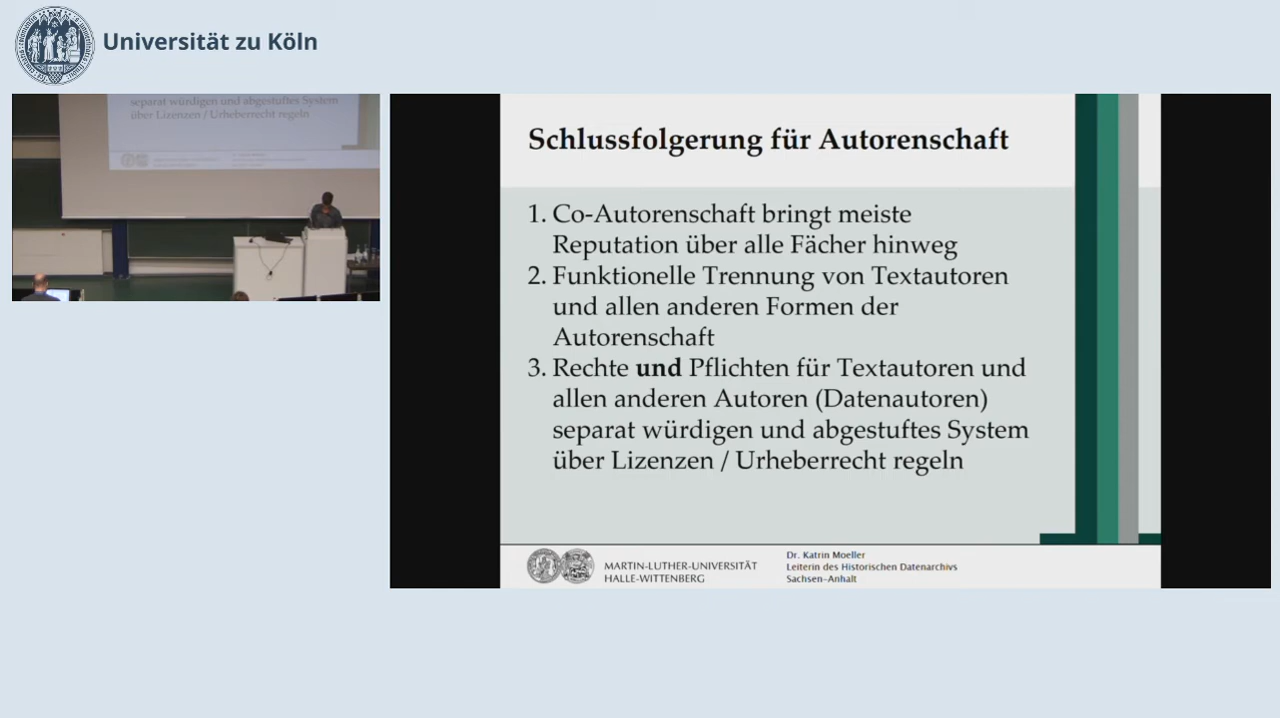 Universität zu Köln
separat würdigen und abgestuftes System
über Lizenzen / Urheberrecht regeln
Schlussfolgerung für Autorenschaft
1. Co-Autorenschaft bringt meiste
Reputation über alle Fächer hinweg
2. Funktionelle Trennung von Textautoren
und allen anderen Formen der
Autorenschaft
3. Rechte und Pflichten für Textautoren und
allen anderen Autoren (Datenautoren)
separat würdigen und abgestuftes System
über Lizenzen / Urheberrecht regeln
MARTIN-LUTHER-UNIVERSITÄT
HALLE-WITTENBERG
Dr. Katrin Moeller
Leiterin des Historischen Datenarchivs
Sachsen-Anhalt